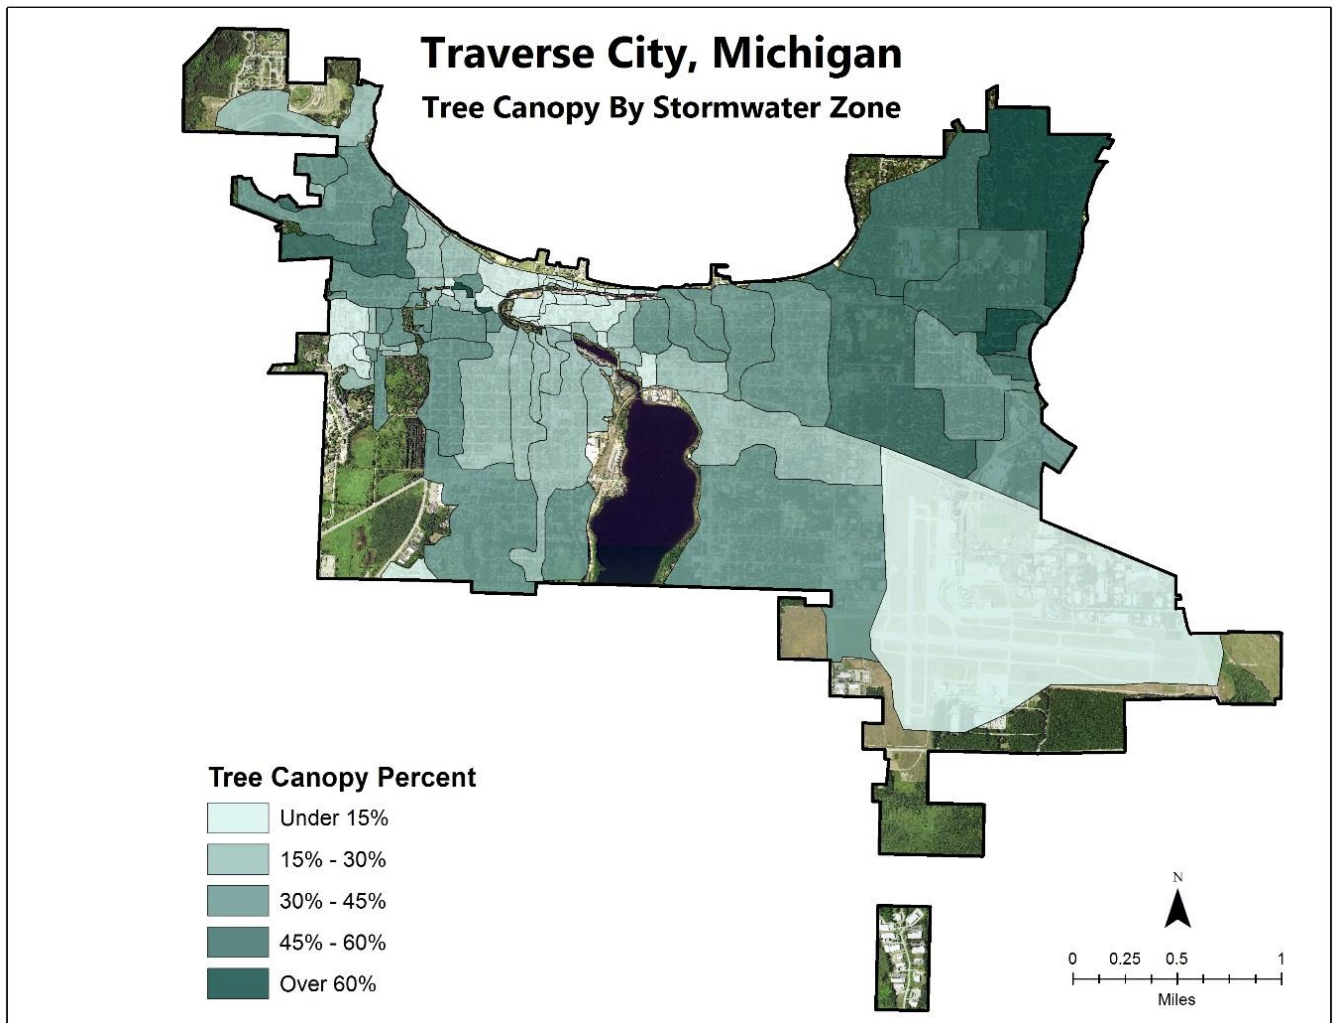 Traverse City, Michigan
Tree Canopy By Stormwater Zone
Tree Canopy Percent
Under 15%
15% - 30%
30% - 45%
45% - 60%
Over 60%
N
0 0.25 0.5 1
Miles